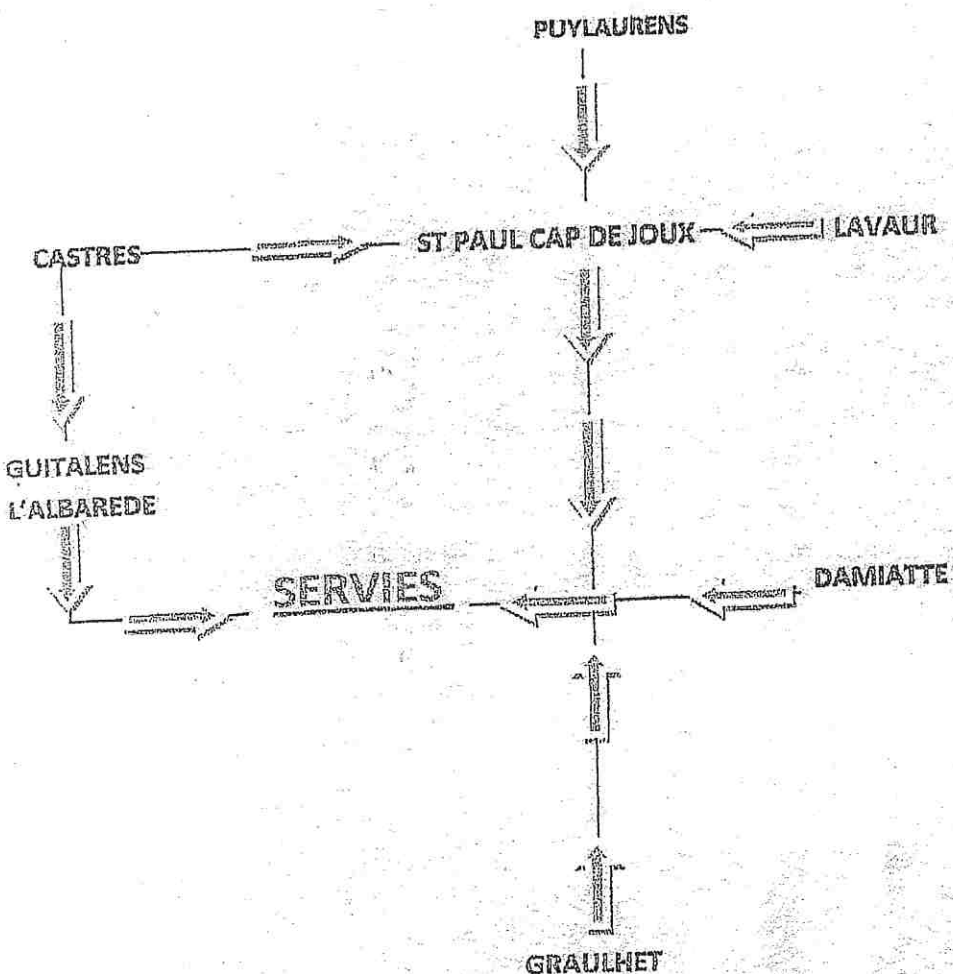 PUYLAURENS
CASTRES
ST PAUL CAP DE JOUX
LAVAUR
GUITALENS
L'ALBAREDE
SERVIES
DAMIATTE
GRAULHET